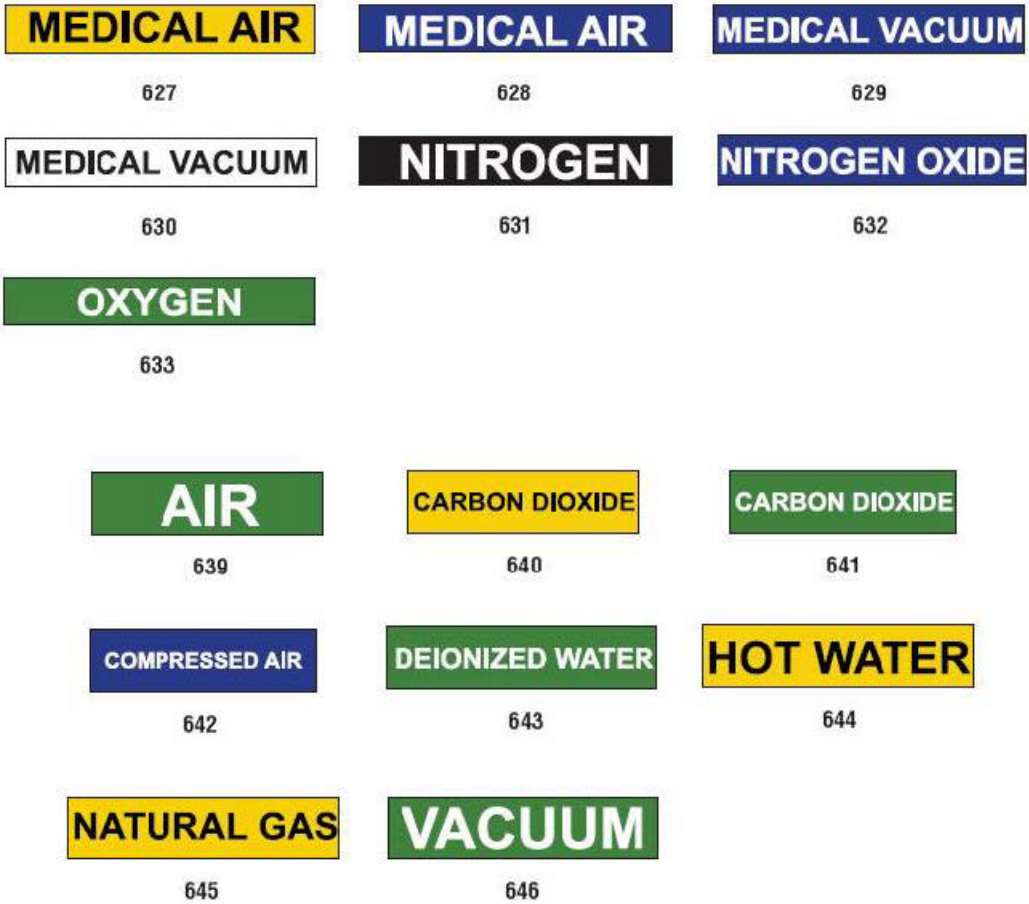 MEDICAL AIR
MEDICAL AIR
MEDICAL VACUUM
627
628
629
MEDICAL VACUUM
NITROGEN
NITROGEN OXIDE
630
631
632
OXYGEN
633
AIR
CARBON DIOXIDE
CARBON DIOXIDE
639
640
641
COMPRESSED AIR
DEIONIZED WATER
HOT WATER
642
643
644
NATURAL GAS
VACUUM
645
646